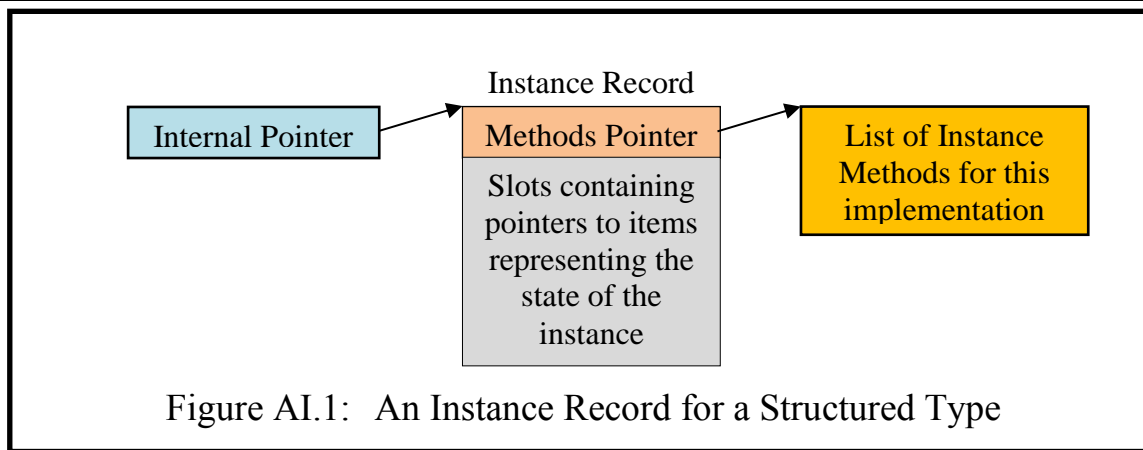 Instance Record
Internal Pointer
Methods Pointer
Slots containing
pointers to items
representing the
state of the
instance
List of Instance
Methods for this
implementation
Figure AI.1: An Instance Record for a Structured Type